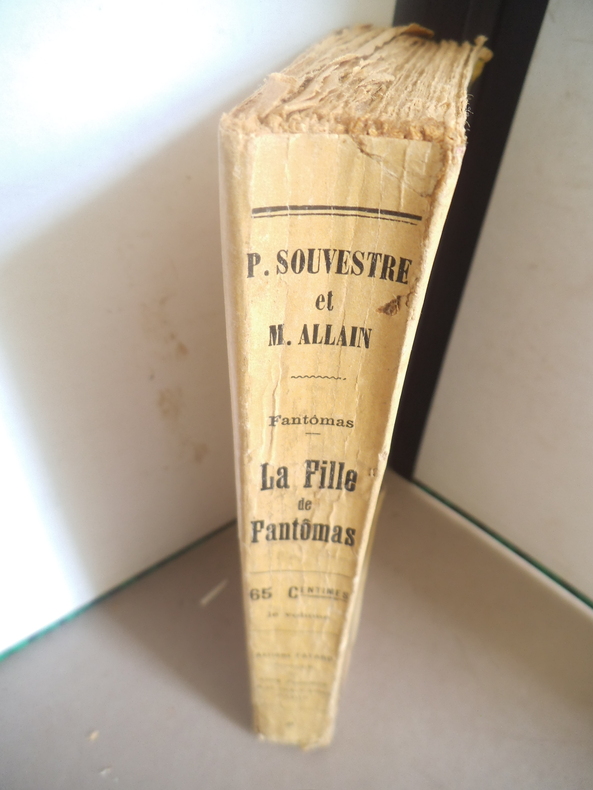 P. SOUVESTRE
et
M. ALLAIN
Fantômas
La Fille
de
Fantômas
65 CENTIMES